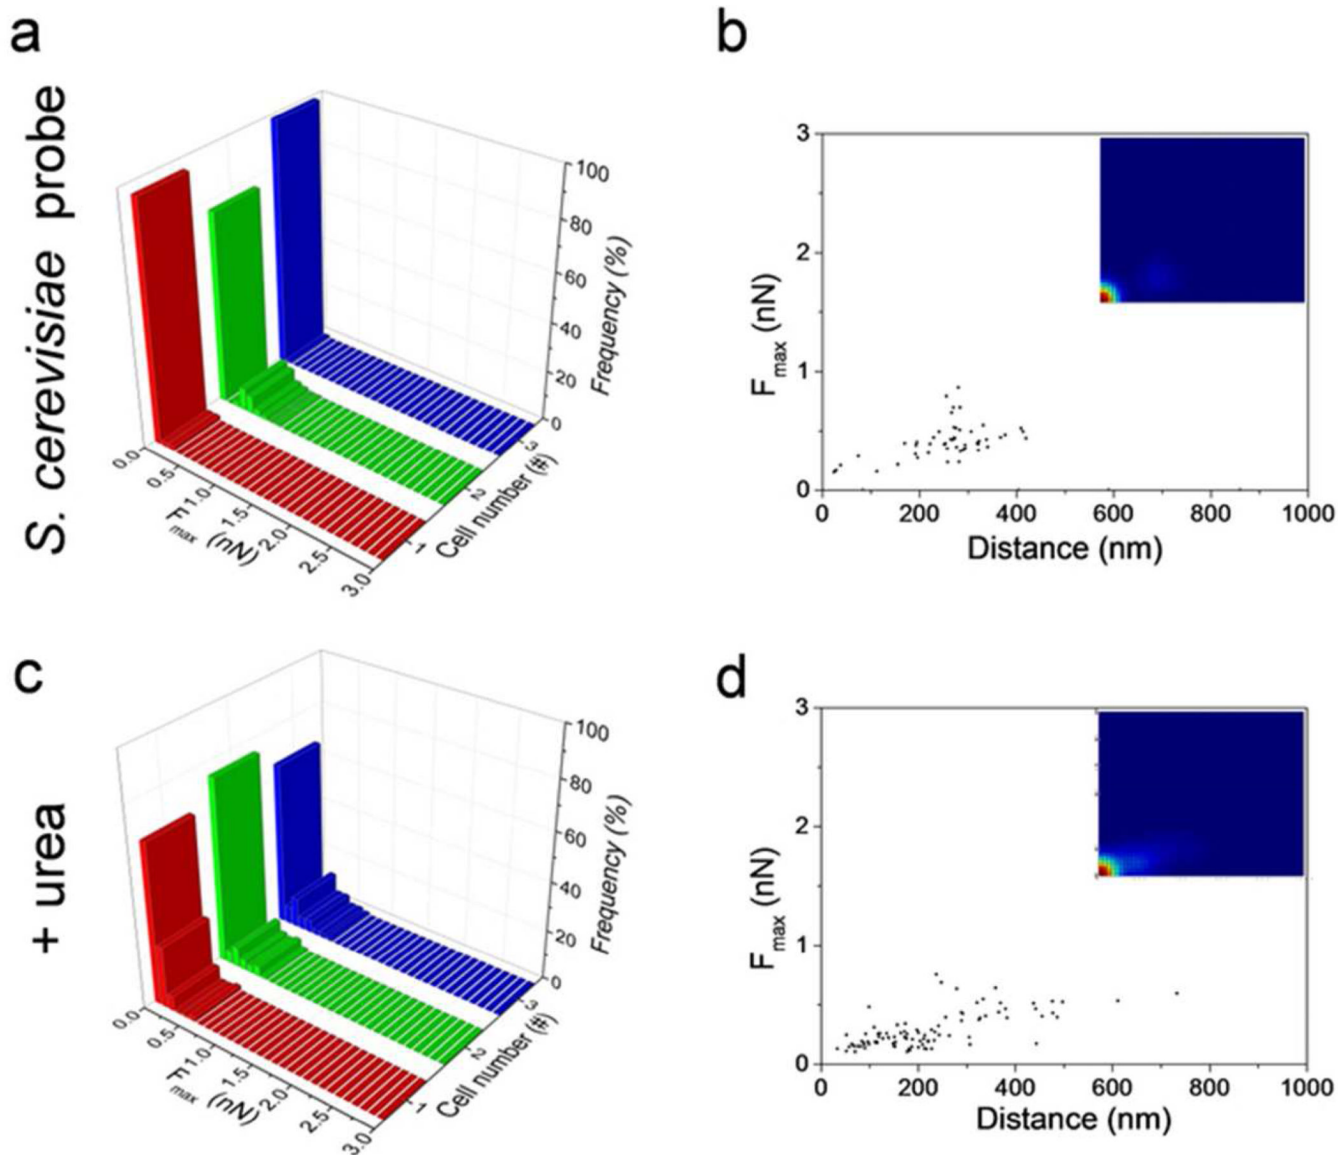 a
S. cerevisiae probe
100
80
60
40
20
0
Frequency (%)
0.0
0.5
1.0
1.5
2.0
2.5
3.0
Fmax (nN)
1
2
3
Cell number (#)
b
3
2
1
0
Fmax (nN)
0 200 400 600 800 1000
Distance (nm)
c
+ urea
100
80
60
40
20
0
Frequency (%)
0.0
0.5
1.0
1.5
2.0
2.5
3.0
Fmax (nN)
1
2
3
Cell number (#)
d
3
2
1
0
Fmax (nN)
0 200 400 600 800 1000
Distance (nm)